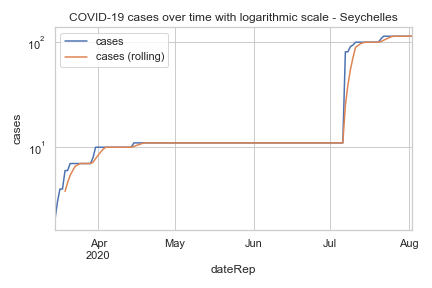 COVID-19 cases over time with logarithmic scale - Seychelles
cases
cases (rolling)
10²
10¹
cases
Apr
2020
May
Jun
Jul
Aug
dateRep